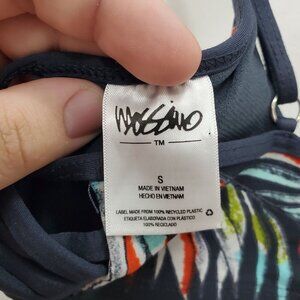 Mossimo
TM
S
MADE IN VIETNAM
HECHO EN VIETNAM
LABEL MADE FROM 100% RECYCLED PLASTIC
ETIQUETA ELABORADA CON PLASTICO
100% RECICLADO